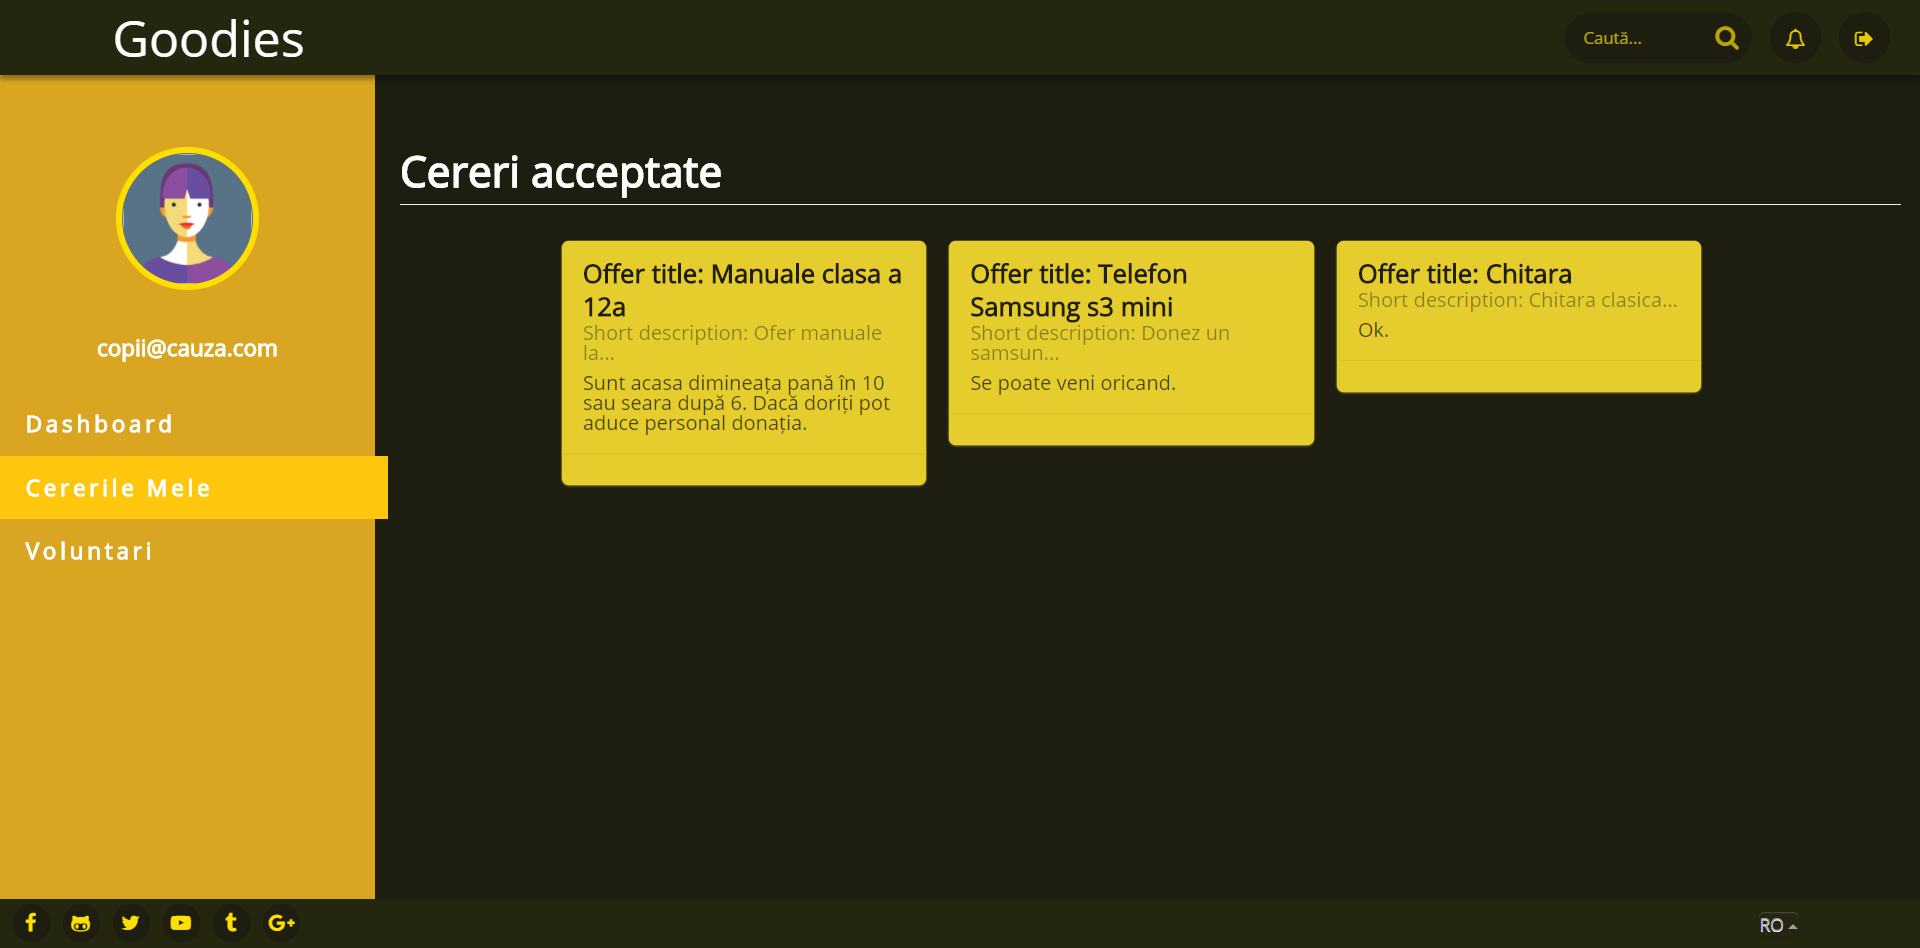 Goodies
Caută...
copii@cauza.com
Dashboard
Cererile Mele
Voluntari
Cereri acceptate
Offer title: Manuale clasa a
12a
Short description: Ofer manuale
la...
Sunt acasa dimineața pană în 10
sau seara după 6. Dacă doriți pot
aduce personal donația.
Offer title: Telefon
Samsung s3 mini
Short description: Donez un
samsun...
Se poate veni oricand.
Offer title: Chitara
Short description: Chitara clasica...
Ok.
RO